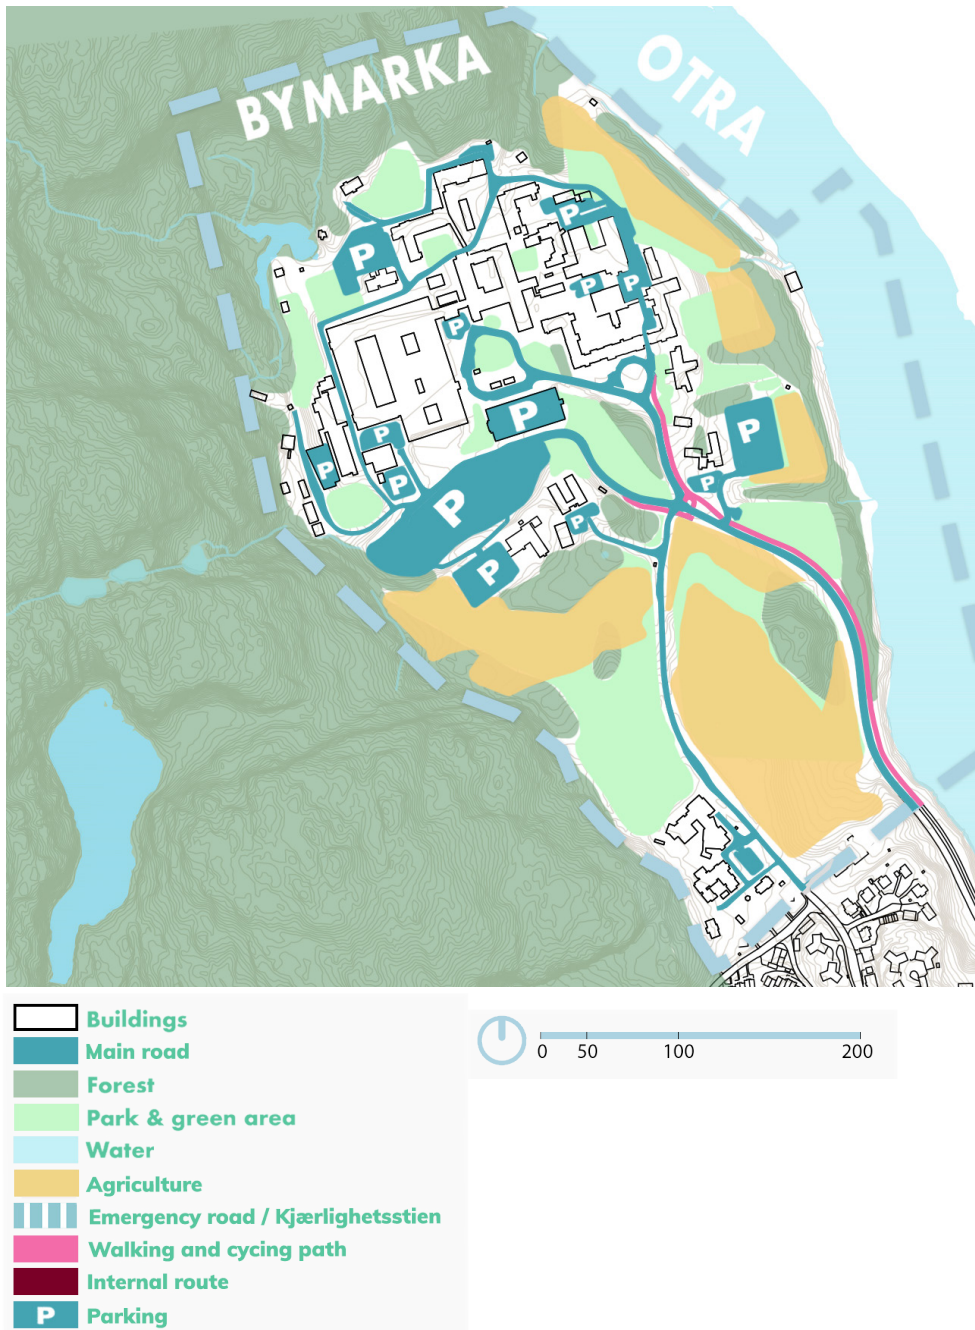 BYMARKA
OTRA
P
P
P
P
P
P
P
P
P
P
P
P
P
P
Buildings
Main road
Forest
Park & green area
Water
Agriculture
Emergency road / Kjærlighetsstien
Walking and cycing path
Internal route
P Parking
0 50 100 200